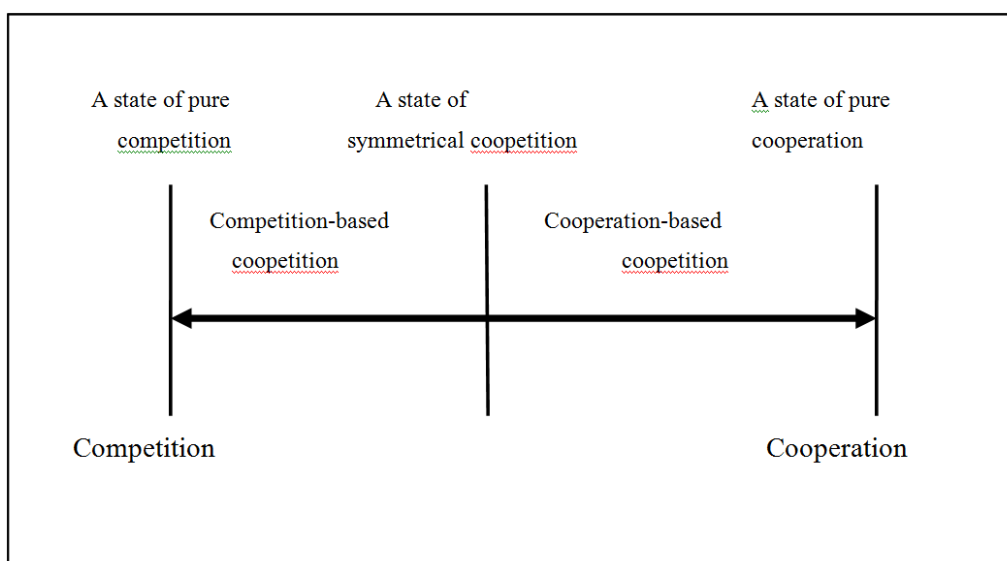 A state of pure
competition
A state of
symmetrical coopetition
A state of pure
cooperation
Competition-based
coopetition
Cooperation-based
coopetition
Competition
Cooperation